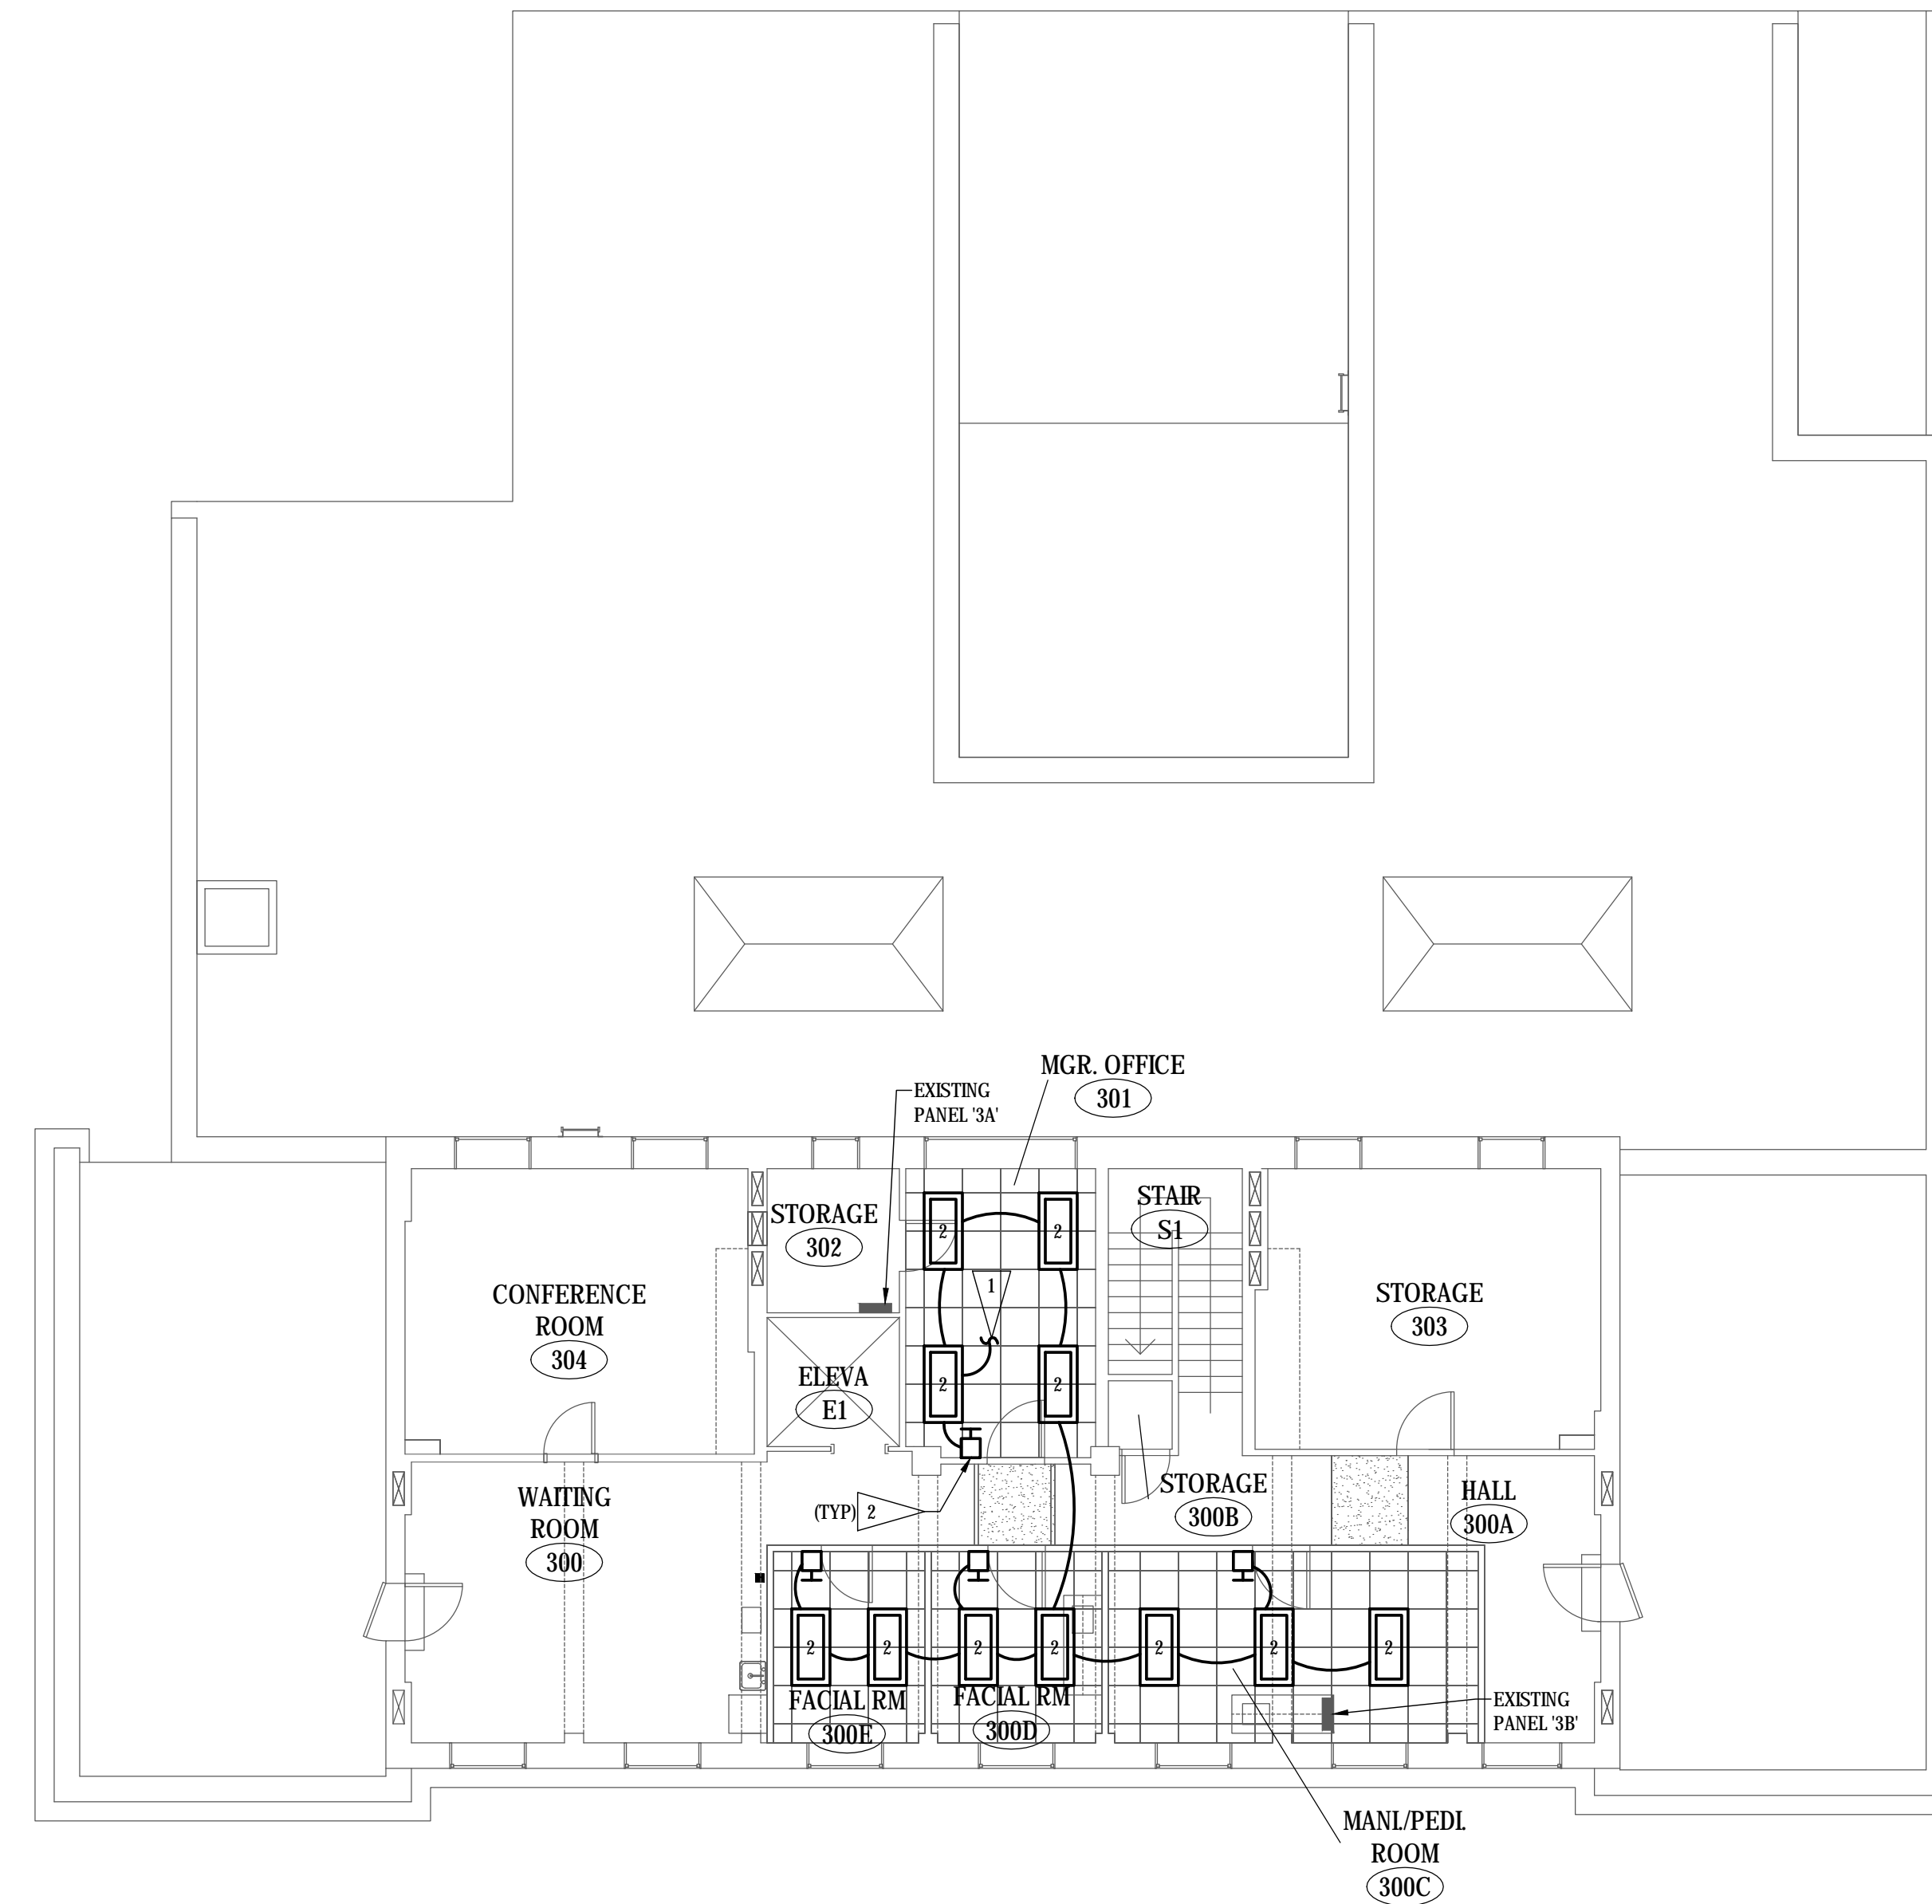 MGR. OFFICE
301
EXISTING
PANEL '3A'
STORAGE
302
2
2
STAIR
S1
1
CONFERENCE
ROOM
304
STORAGE
303
ELEVA
E1
2
2
WAITING
ROOM
300
(TYP) 2
STORAGE
300B
HALL
300A
2
2
2
2
2
2
2
FACIAL RM
300E
FACIAL RM
300D
EXISTING
PANEL '3B'
MANI./PEDI.
ROOM
300C